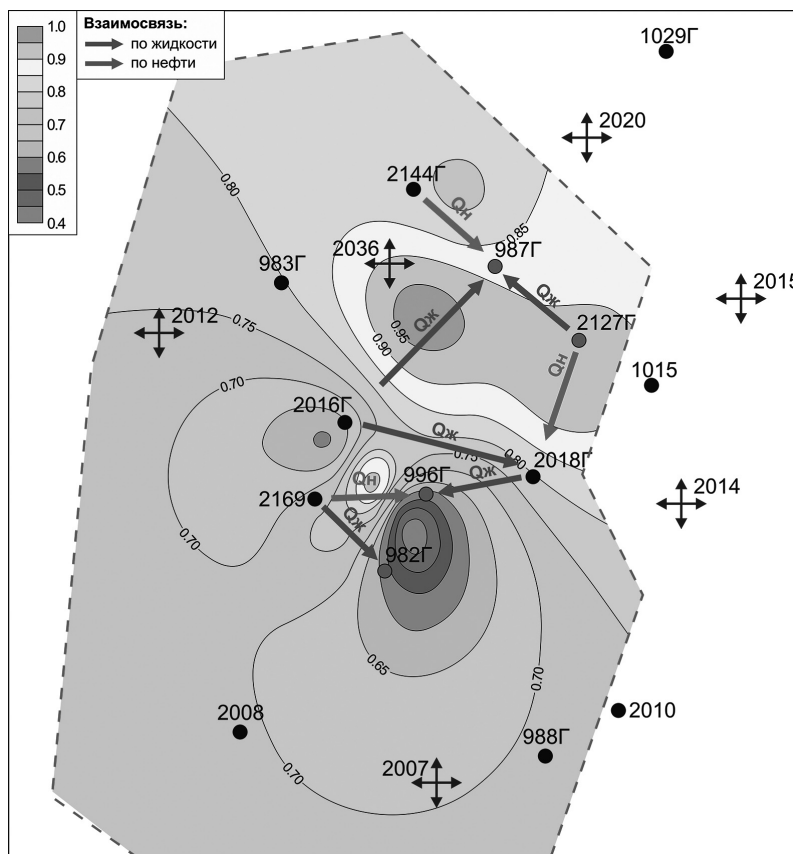 1.0
0.9
0.8
0.7
0.6
0.5
0.4
Взаимосвязь:
по жидкости
по нефти
1029Г
2020
2144Г
Qн
0.80
0.85
987Г
2036
983Г
2015
Qж
2012
0.75
Qж
2127Г
0.95
0.90
Qн
1015
0.70
2016Г
Qж
0.75
0.80
2018Г
996Г
Qж
Qн
2169
2014
Qж
0.70
982Г
0.65
0.70
2008
2010
988Г
0.70
2007